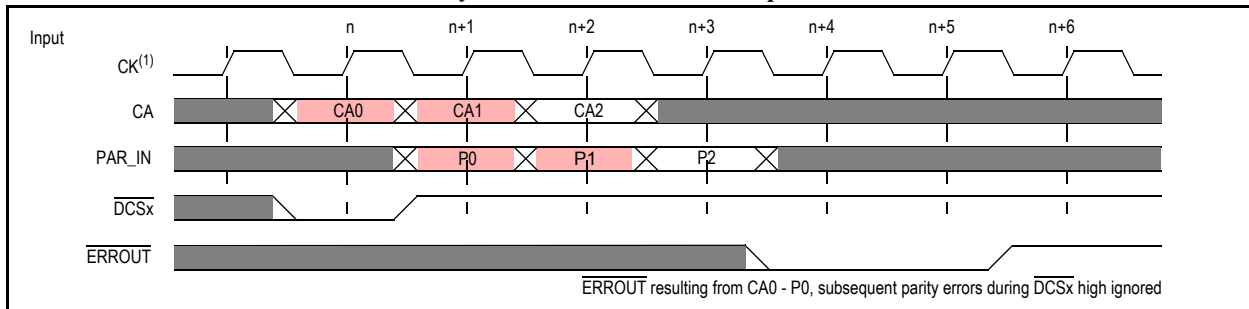 Input
n n+1 n+2 n+3 n+4 n+5 n+6
CK(1)
CA CA0 CA1 CA2
PAR_IN P0 P1 P2
DCSx
ERROUT
ERROUT resulting from CA0 - P0, subsequent parity errors during DCSx high ignored